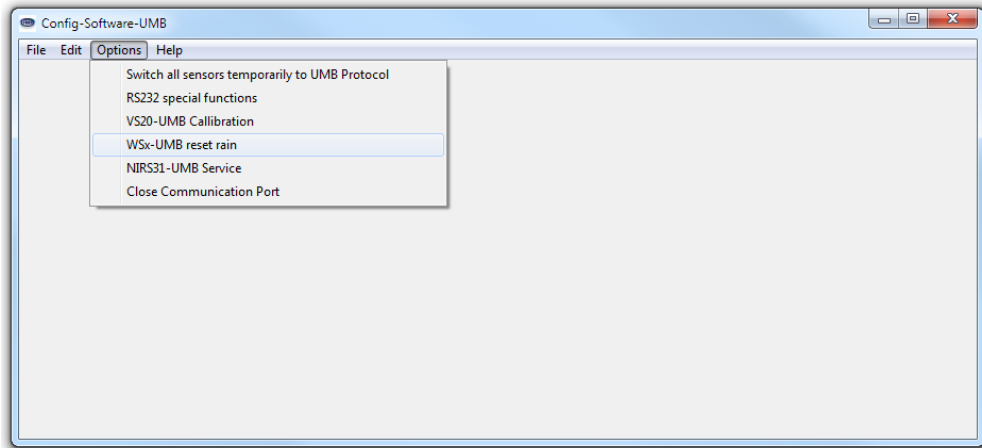 Config-Software-UMB
File Edit Options Help
Switch all sensors temporarily to UMB Protocol
RS232 special functions
VS20-UMB Callibration
WSx-UMB reset rain
NIRS31-UMB Service
Close Communication Port